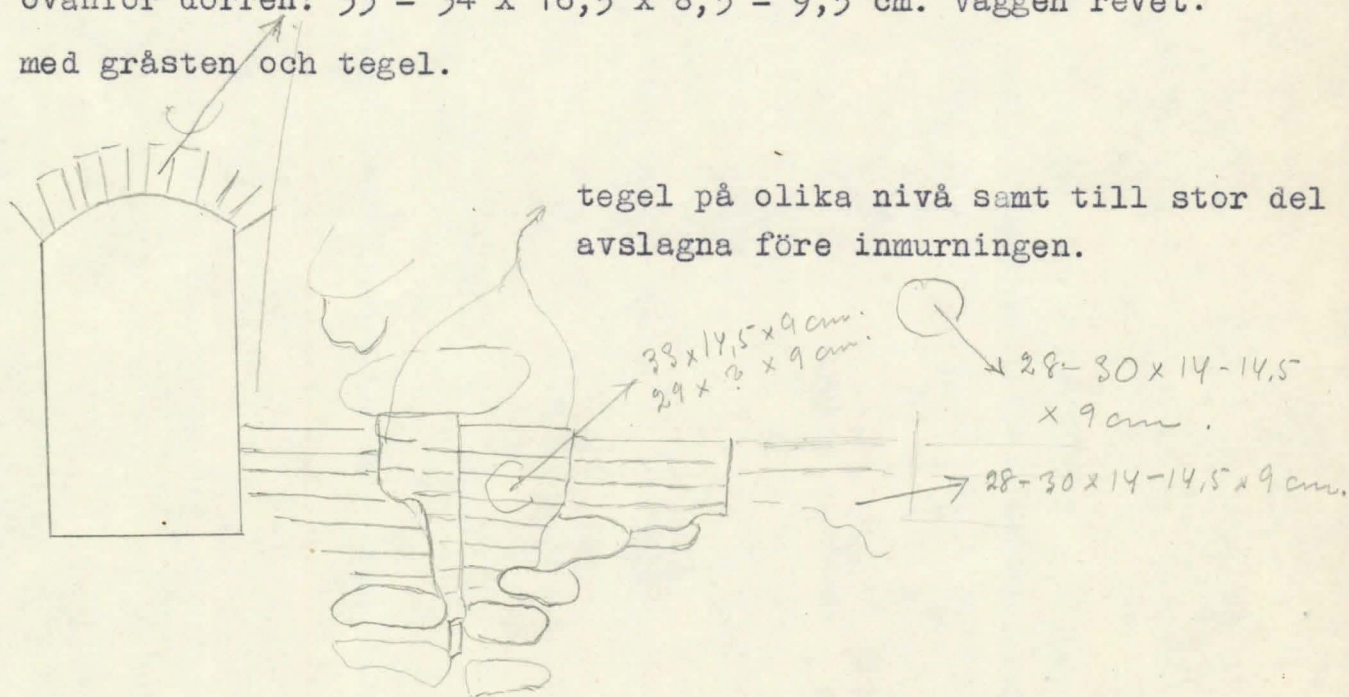 ovanför dörren: 33 - 34 x 16,5 x 8,5 - 9,5 cm. Väggen revet.
med gråsten och tegel.
tegel på olika nivå samt till stor del
avslagna före inmurningen.
33 x 14,5 x 9 cm.
29 x ? x 9 cm.
28-30 x 14-14,5
x 9 cm.
28-30 x 14-14,5 x 9 cm.